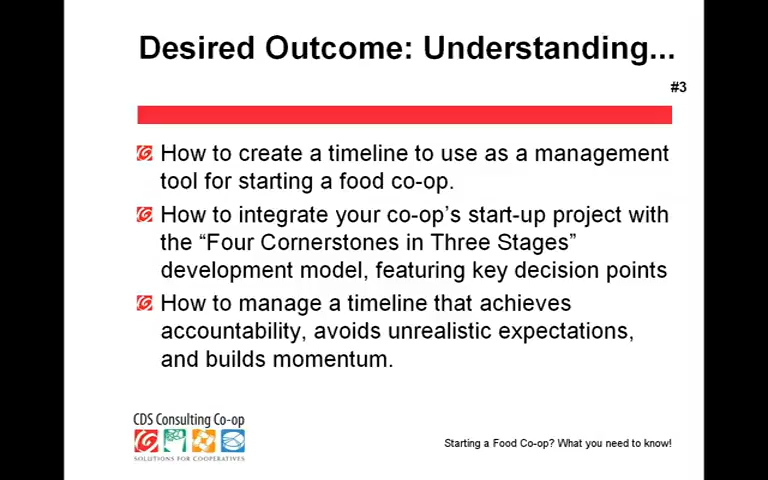 Desired Outcome: Understanding...
#3
How to create a timeline to use as a management
tool for starting a food co-op.
How to integrate your co-op's start-up project with
the “Four Cornerstones in Three Stages”
development model, featuring key decision points
How to manage a timeline that achieves
accountability, avoids unrealistic expectations,
and builds momentum.
CDS Consulting Co-op
SOLUTIONS FOR COOPERATIVES
Starting a Food Co-op? What you need to know!